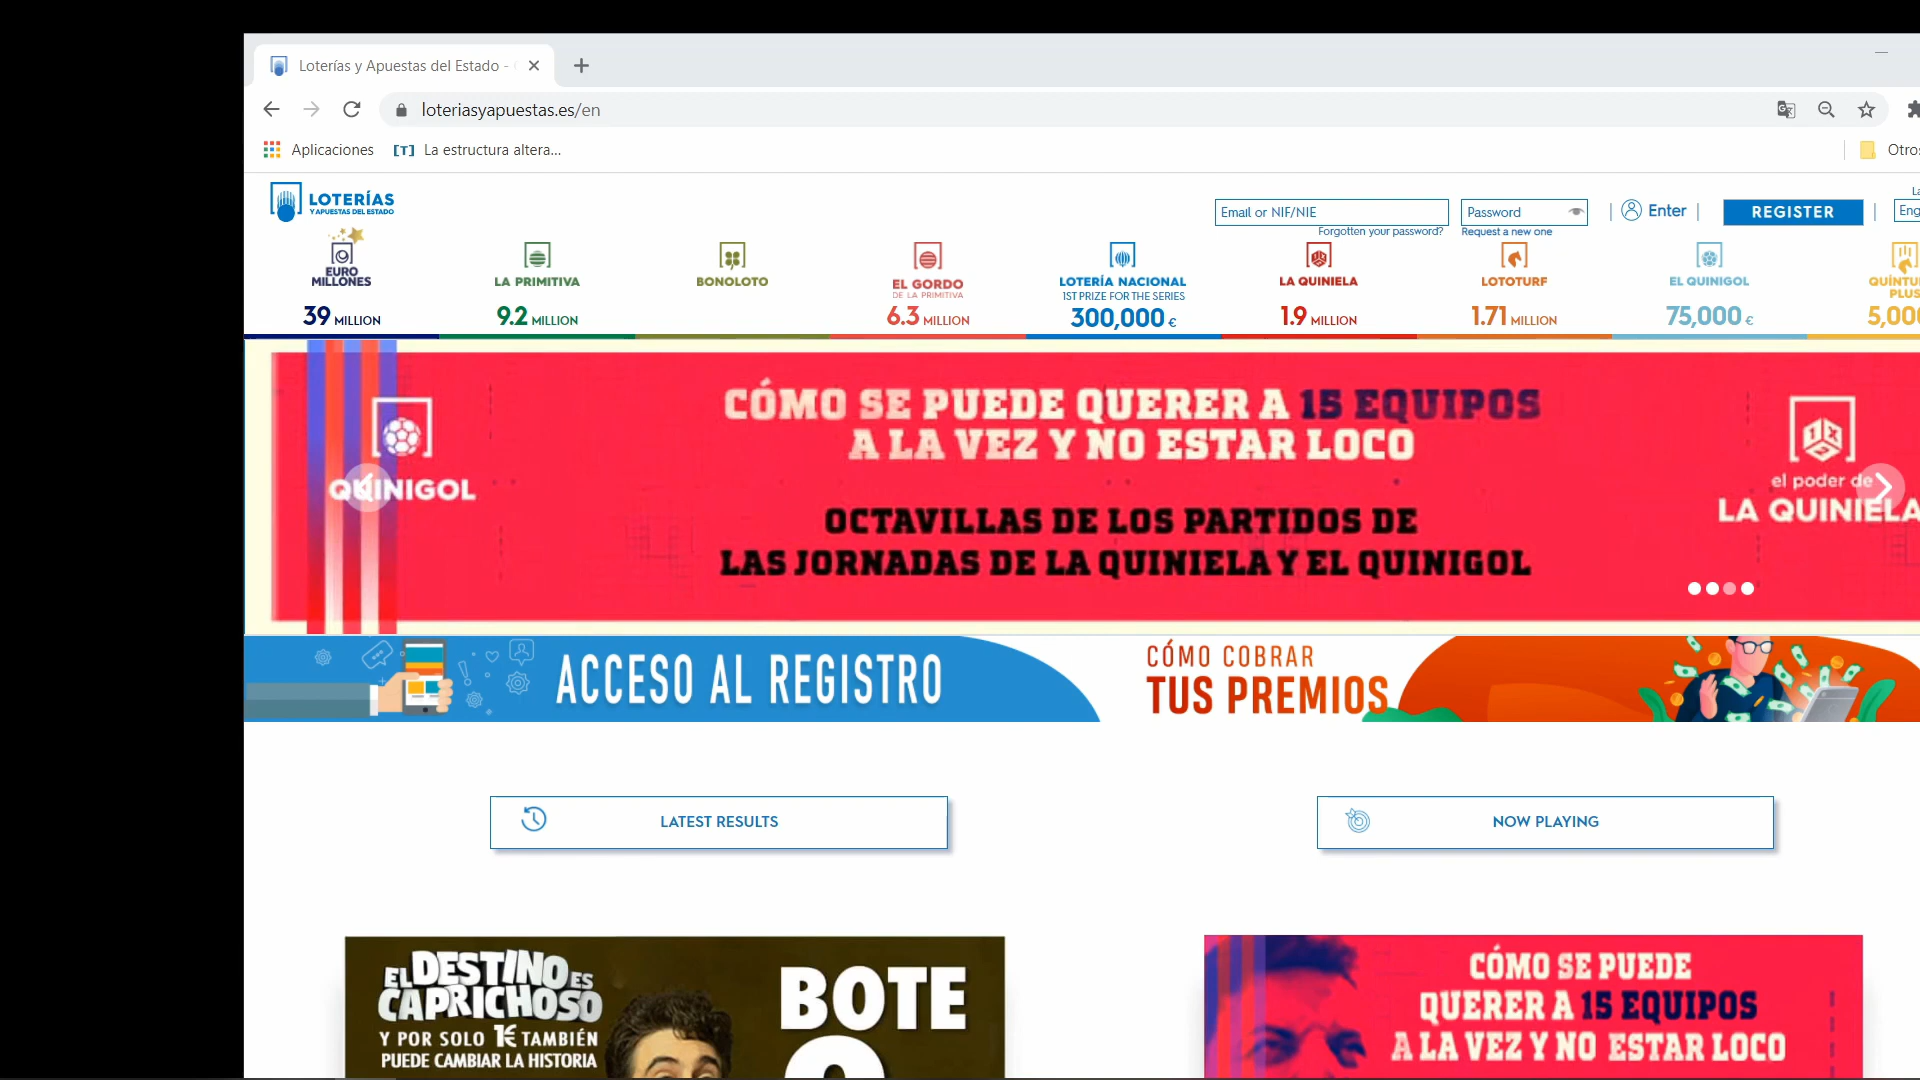 Loterías y Apuestas del Estado -
loteriasyapuestas.es/en
Aplicaciones
[T] La estructura altera...
Otros
LOTERÍAS
Y APUESTAS DEL ESTADO
Email or NIF/NIE
Password
Enter
REGISTER
Eng
Forgotten your password?
Request a new one
EURO
MILLONES
39 MILLION
LA PRIMITIVA
9.2 MILLION
BONOLOTO
EL GORDO
DE LA PRIMITIVA
6.3 MILLION
LOTERÍA NACIONAL
1ST PRIZE FOR THE SERIES
300,000 €
LA QUINIELA
1.9 MILLION
LOTOTURF
1.71 MILLION
EL QUINIGOL
75,000 €
QUÍNTU
PLUS
5,000
QUINIGOL
CÓMO SE PUEDE QUERER A 15 EQUIPOS
A LA VEZ Y NO ESTAR LOCO
OCTAVILLAS DE LOS PARTIDOS DE
LAS JORNADAS DE LA QUINIELA Y EL QUINIGOL
1X
el poder de
LA QUINIELA
ACCESO AL REGISTRO
CÓMO COBRAR
TUS PREMIOS
LATEST RESULTS
NOW PLAYING
EL DESTINO ES
CAPRICHOSO
Y POR SOLO 1€ TAMBIÉN
PUEDE CAMBIAR LA HISTORIA
BOTE
CÓMO SE PUEDE
QUERER A 15 EQUIPOS
A LA VEZ Y NO ESTAR LOCO